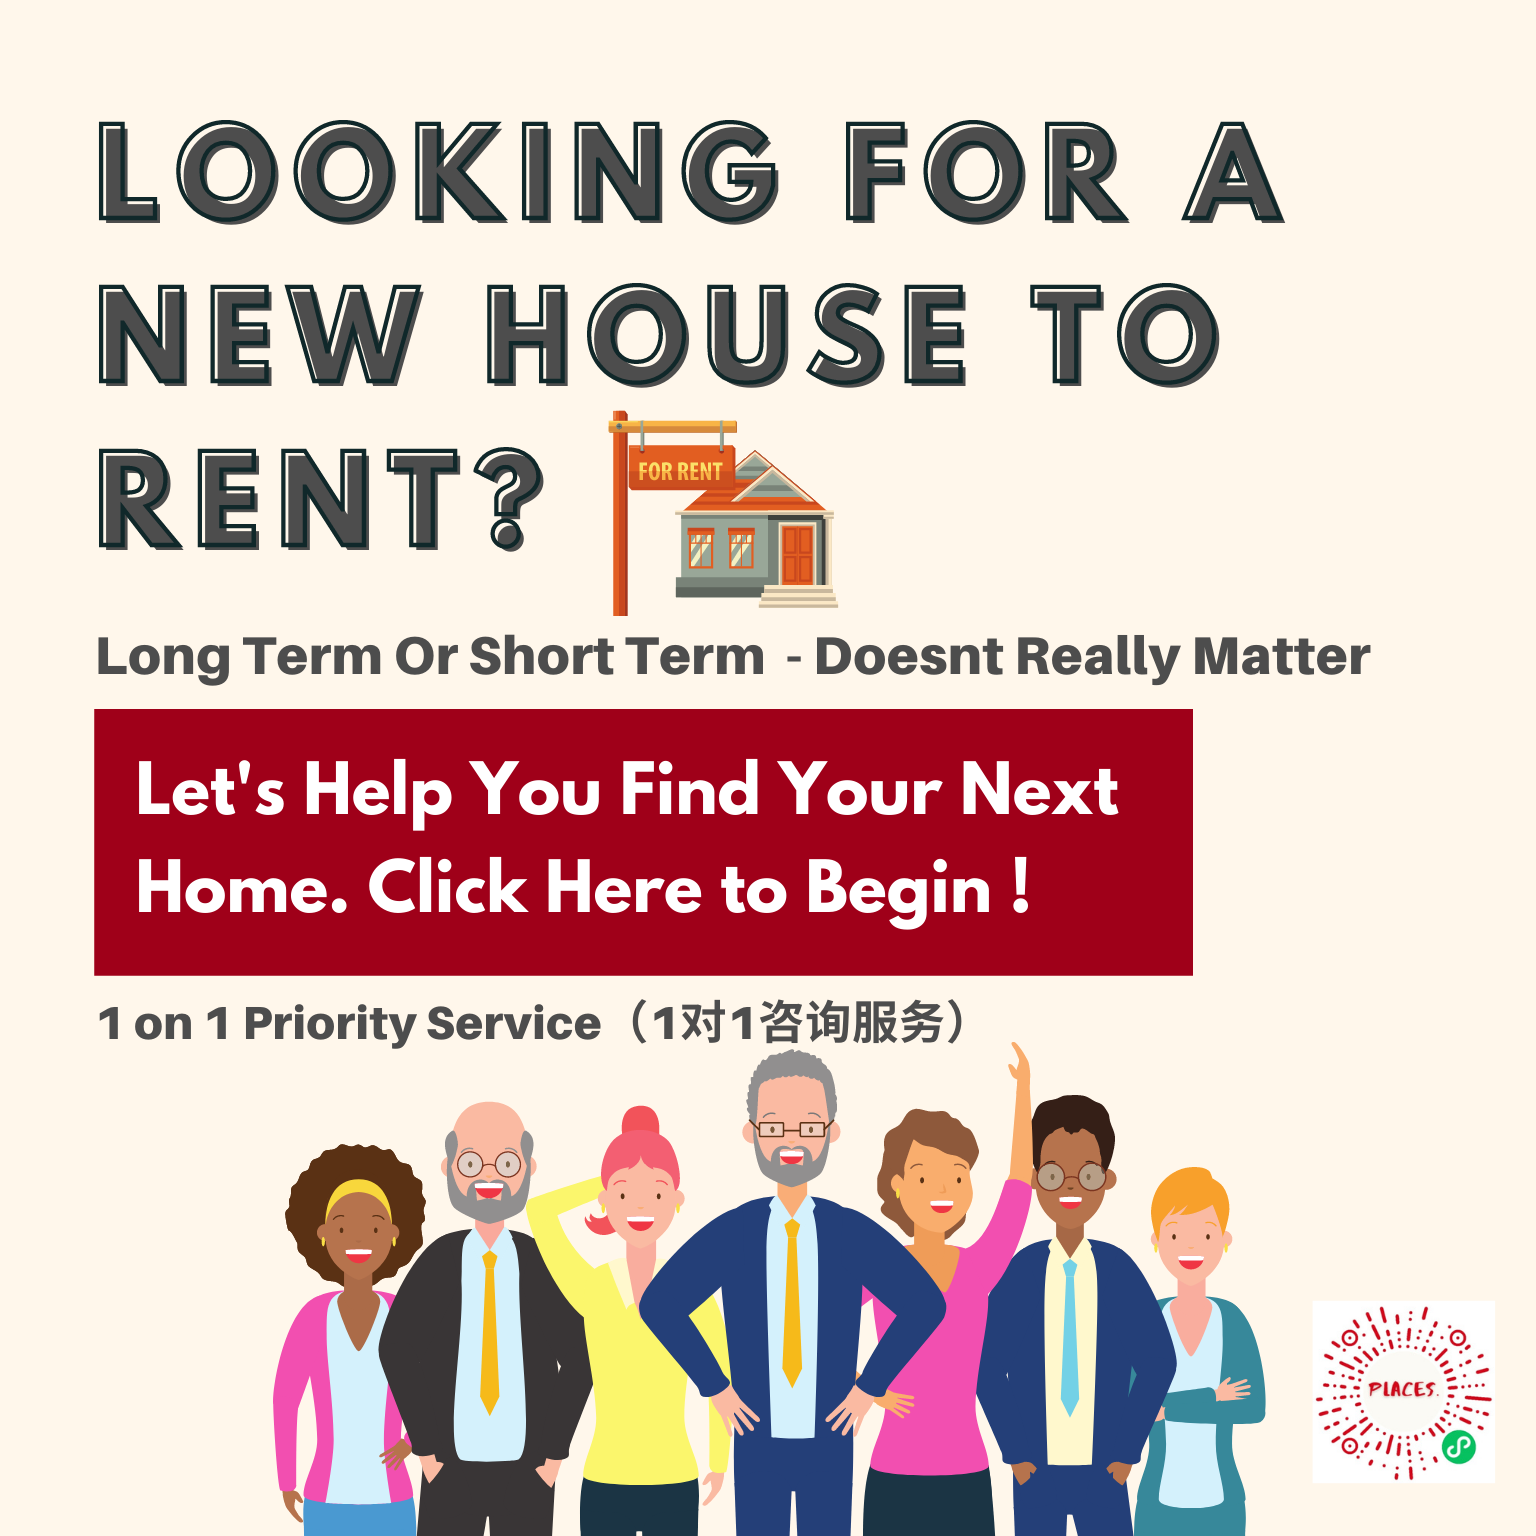 LOOKING FOR A
NEW HOUSE TO
RENT?
FOR RENT
Long Term Or Short Term - Doesnt Really Matter
Let's Help You Find Your Next
Home. Click Here to Begin !
1 on 1 Priority Service（1对1咨询服务）
PLACES.